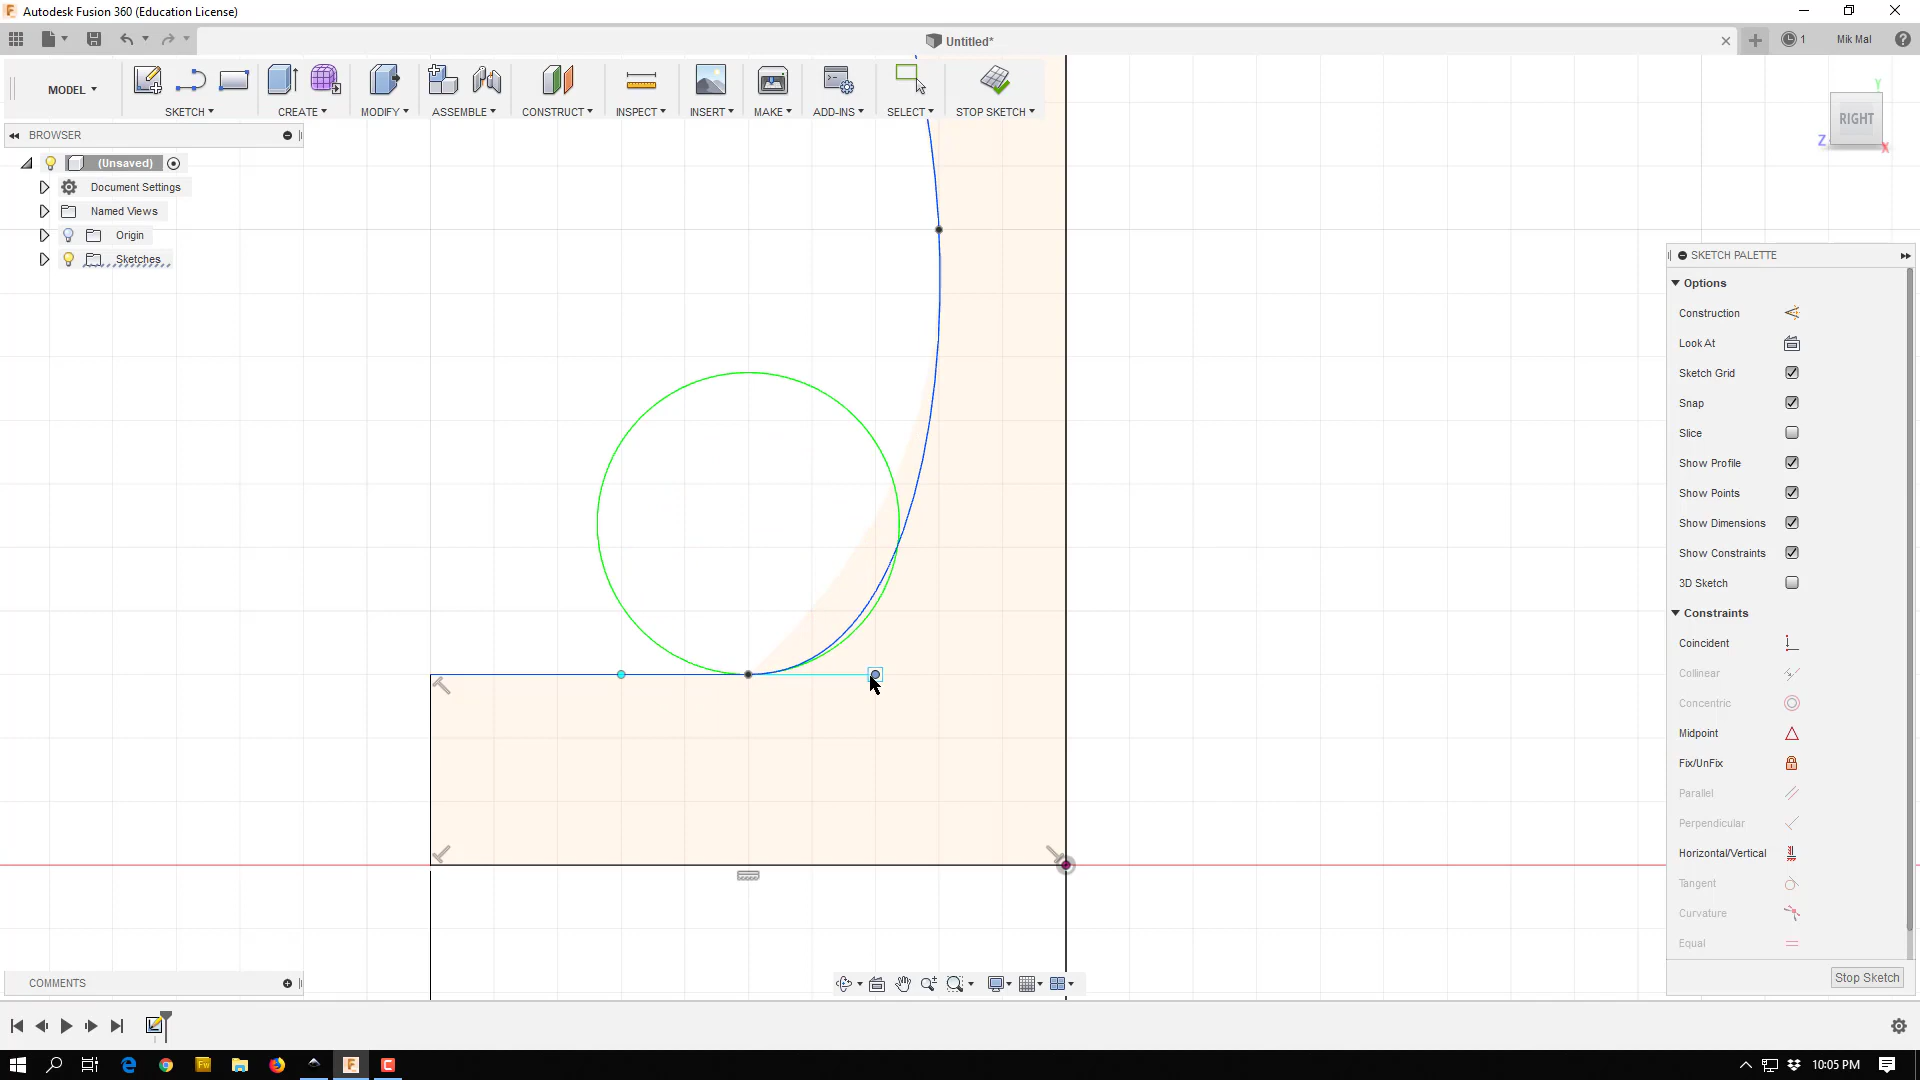 Autodesk Fusion 360 (Education License)
Untitled*
1
Mik Mal
MODEL
SKETCH
CREATE
MODIFY
ASSEMBLE
CONSTRUCT
INSPECT
INSERT
MAKE
ADD-INS
SELECT
STOP SKETCH
BROWSER
(Unsaved)
Document Settings
Named Views
Origin
Sketches
Y
RIGHT
Z
X
SKETCH PALETTE
Options
Construction
Look At
Sketch Grid
Snap
Slice
Show Profile
Show Points
Show Dimensions
Show Constraints
3D Sketch
Constraints
Coincident
Collinear
Concentric
Midpoint
Fix/UnFix
Parallel
Perpendicular
Horizontal/Vertical
Tangent
Curvature
Equal
Stop Sketch
COMMENTS
Fw
10:05 PM